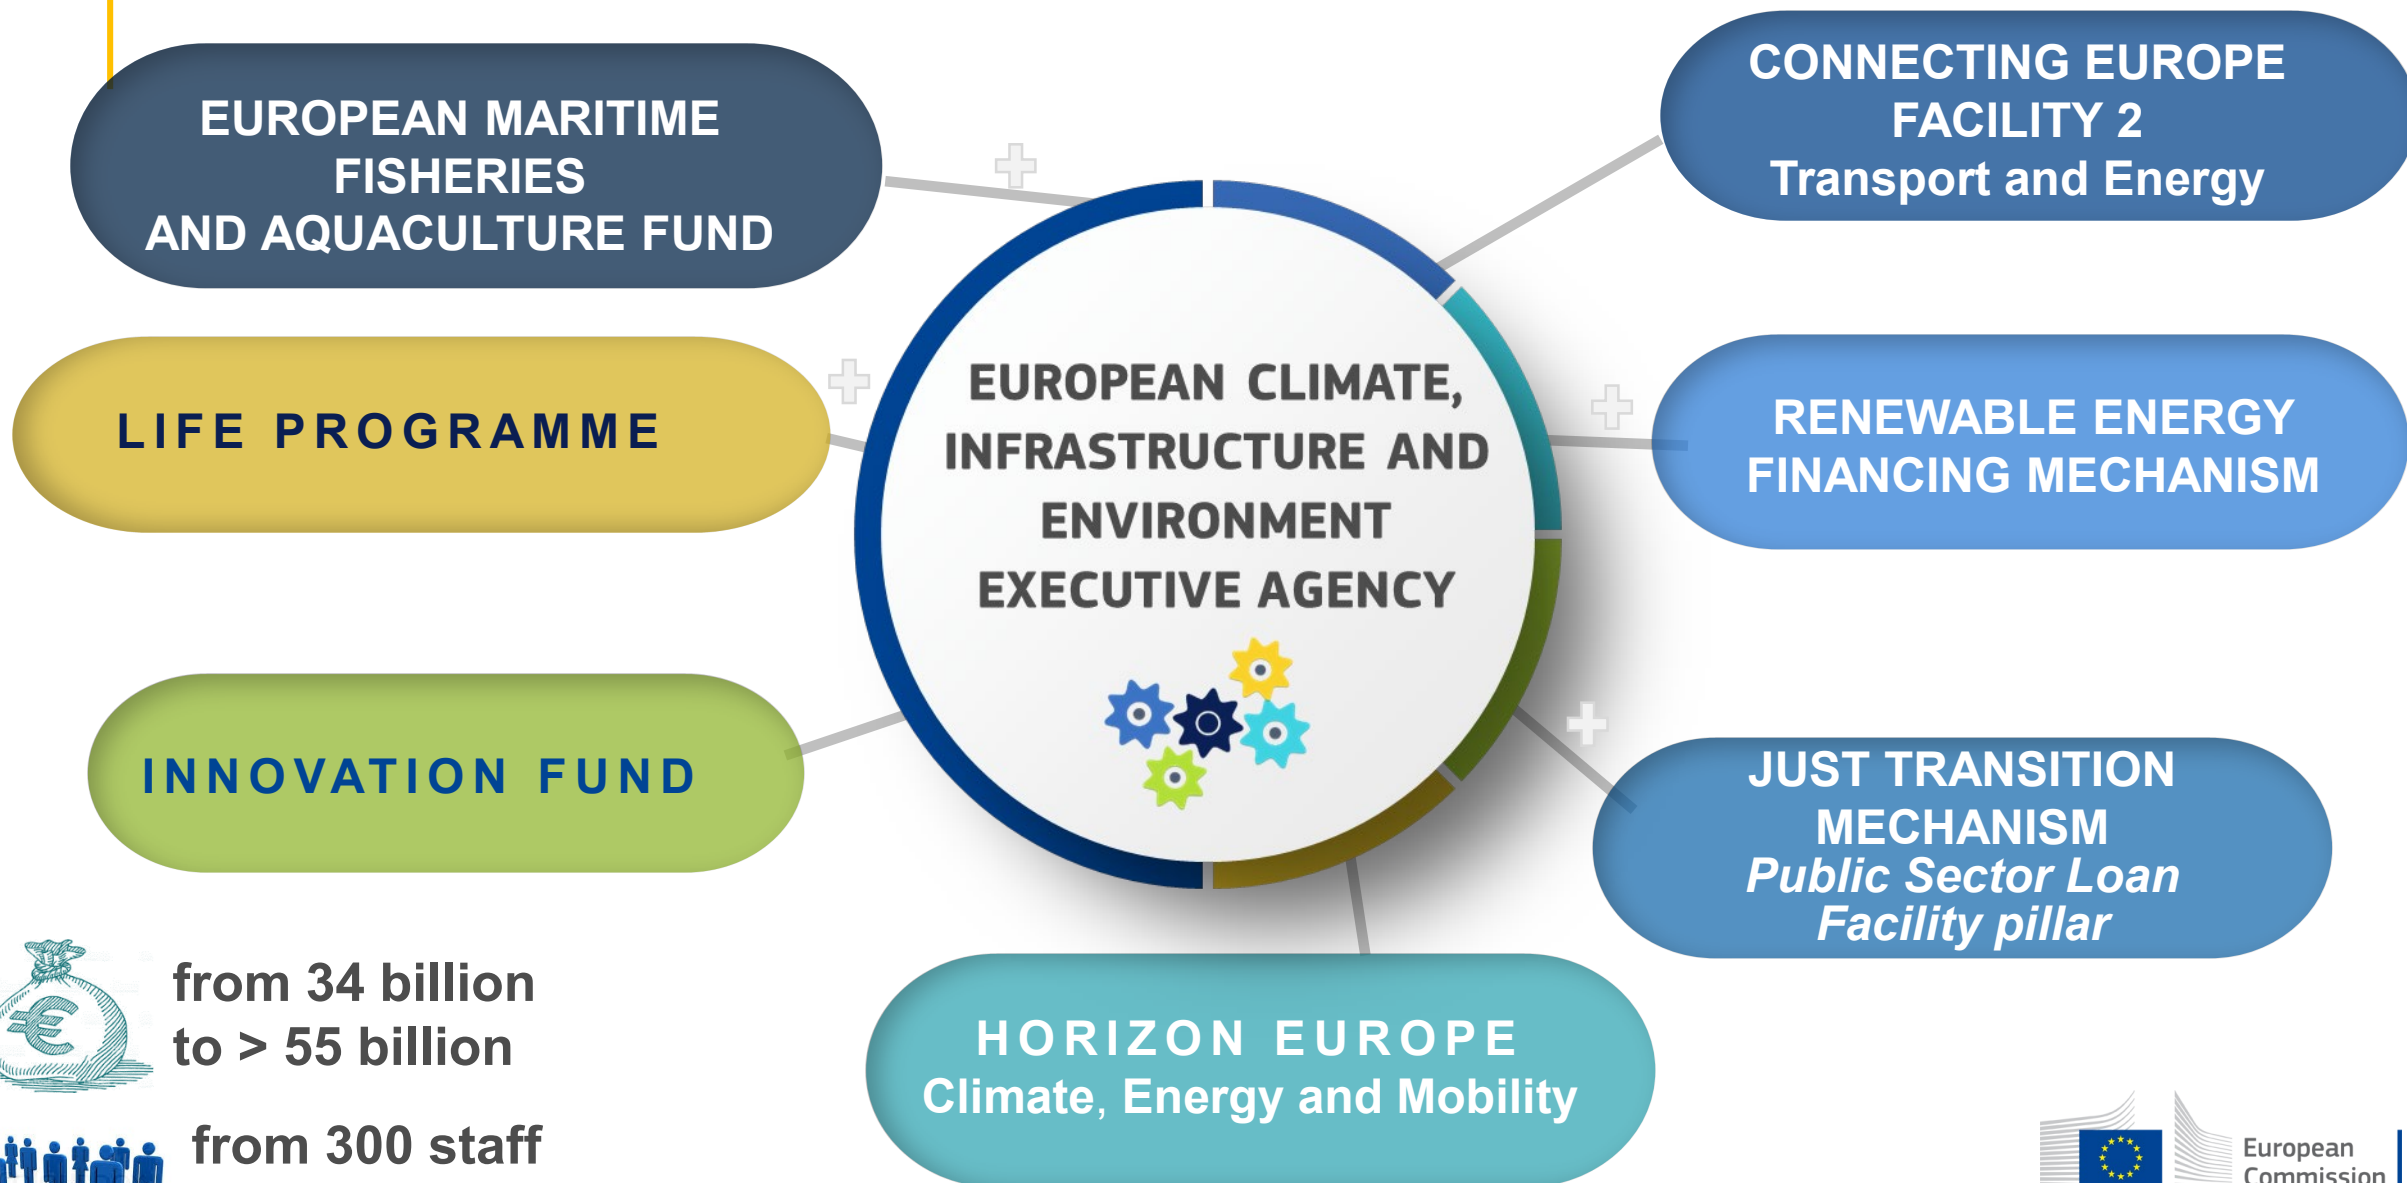 EUROPEAN MARITIME
FISHERIES
AND AQUACULTURE FUND
CONNECTING EUROPE
FACILITY 2
Transport and Energy
LIFE PROGRAMME
EUROPEAN CLIMATE,
INFRASTRUCTURE AND
ENVIRONMENT
EXECUTIVE AGENCY
RENEWABLE ENERGY
FINANCING MECHANISM
INNOVATION FUND
JUST TRANSITION
MECHANISM
Public Sector Loan
Facility pillar
HORIZON EUROPE
Climate, Energy and Mobility
€
from 34 billion
to > 55 billion
from 300 staff
European
Commission